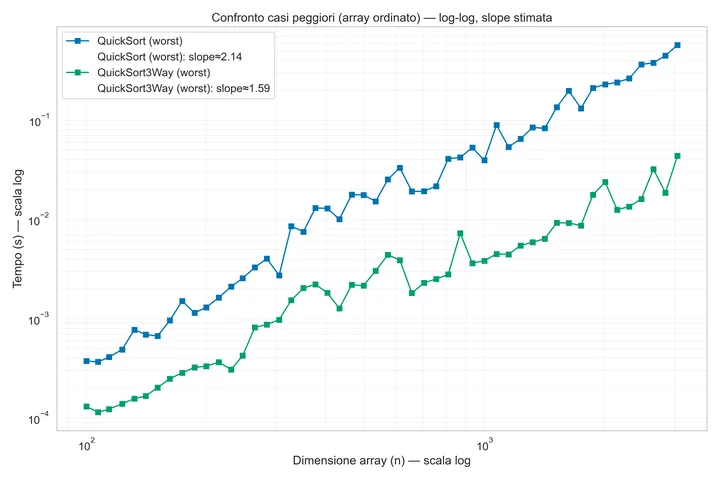 Confronto casi peggiori (array ordinato) — log-log, slope stimata
QuickSort (worst)
QuickSort (worst): slope≈2.14
QuickSort3Way (worst)
QuickSort3Way (worst): slope≈1.59
Tempo (s) — scala log
10⁻¹
10⁻²
10⁻³
10⁻⁴
10²
10³
Dimensione array (n) — scala log